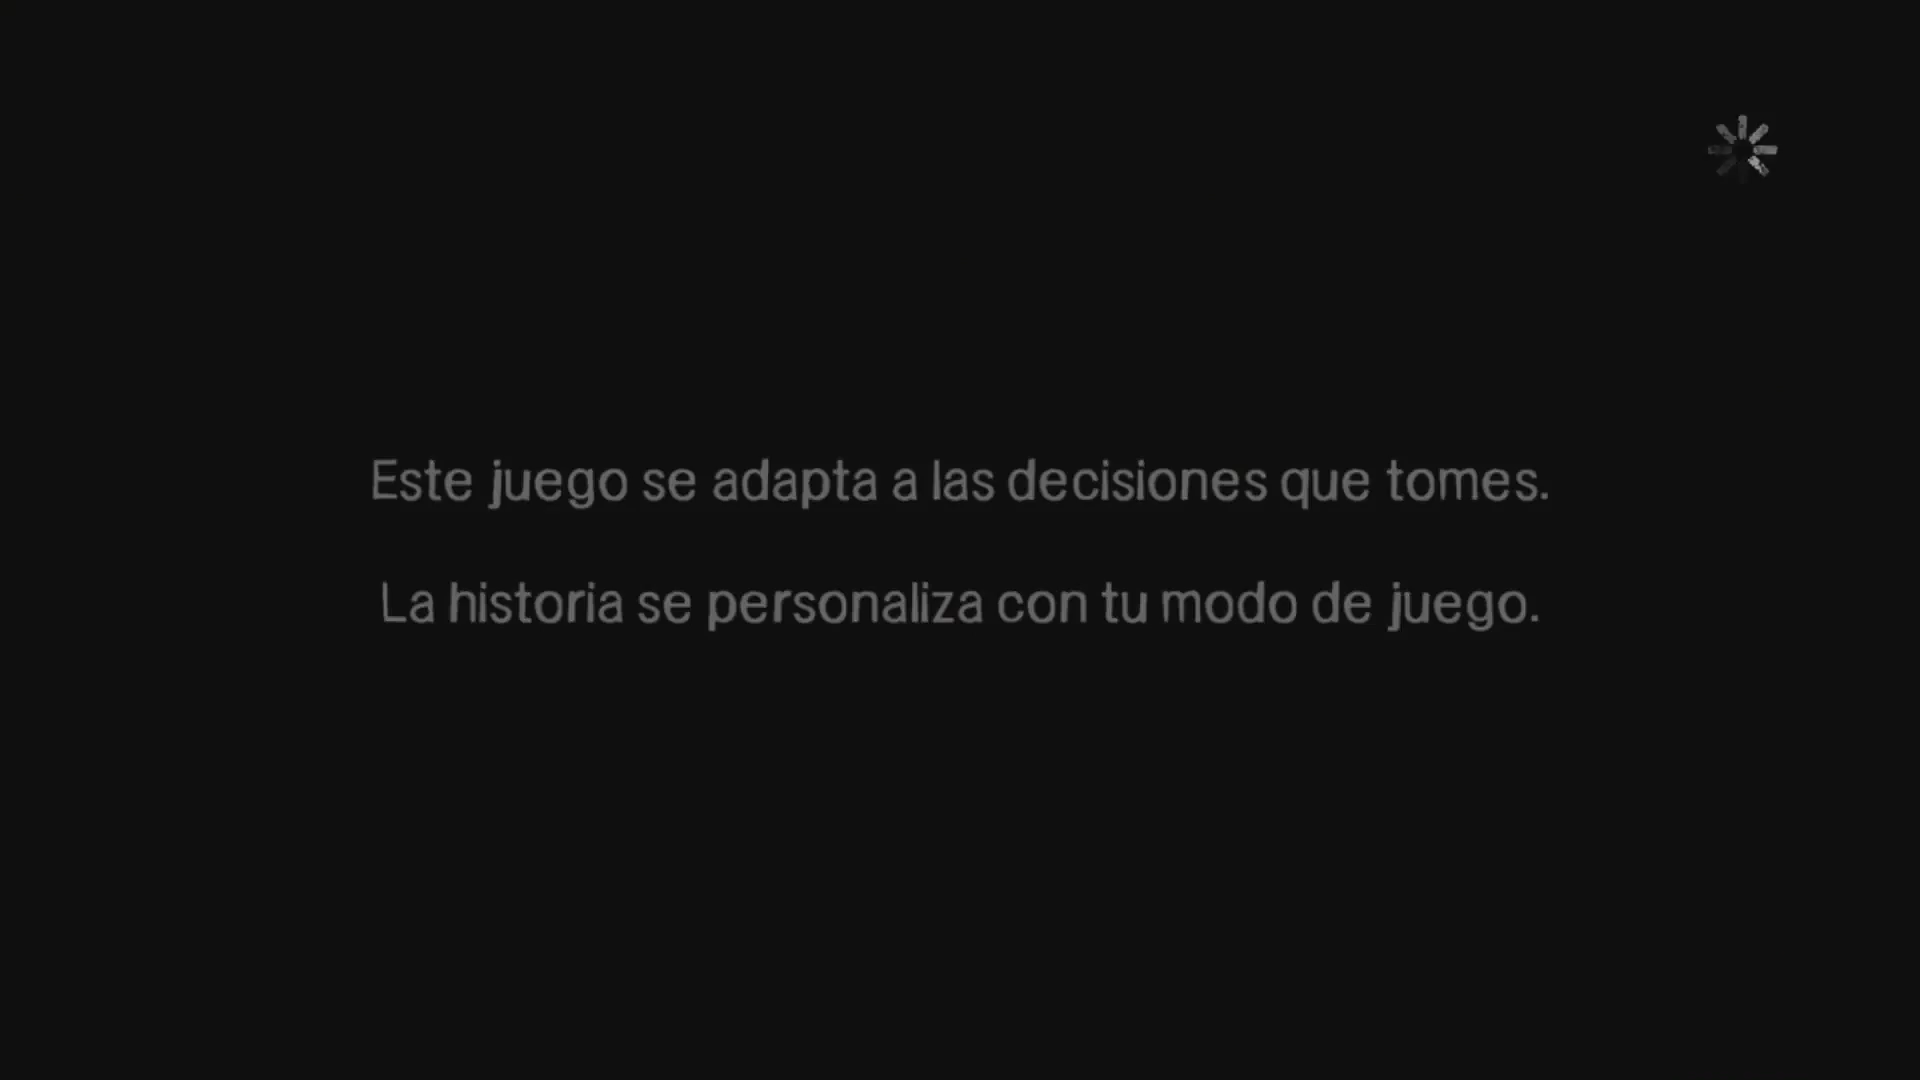 Este juego se adapta a las decisiones que tomes.
La historia se personaliza con tu modo de juego.